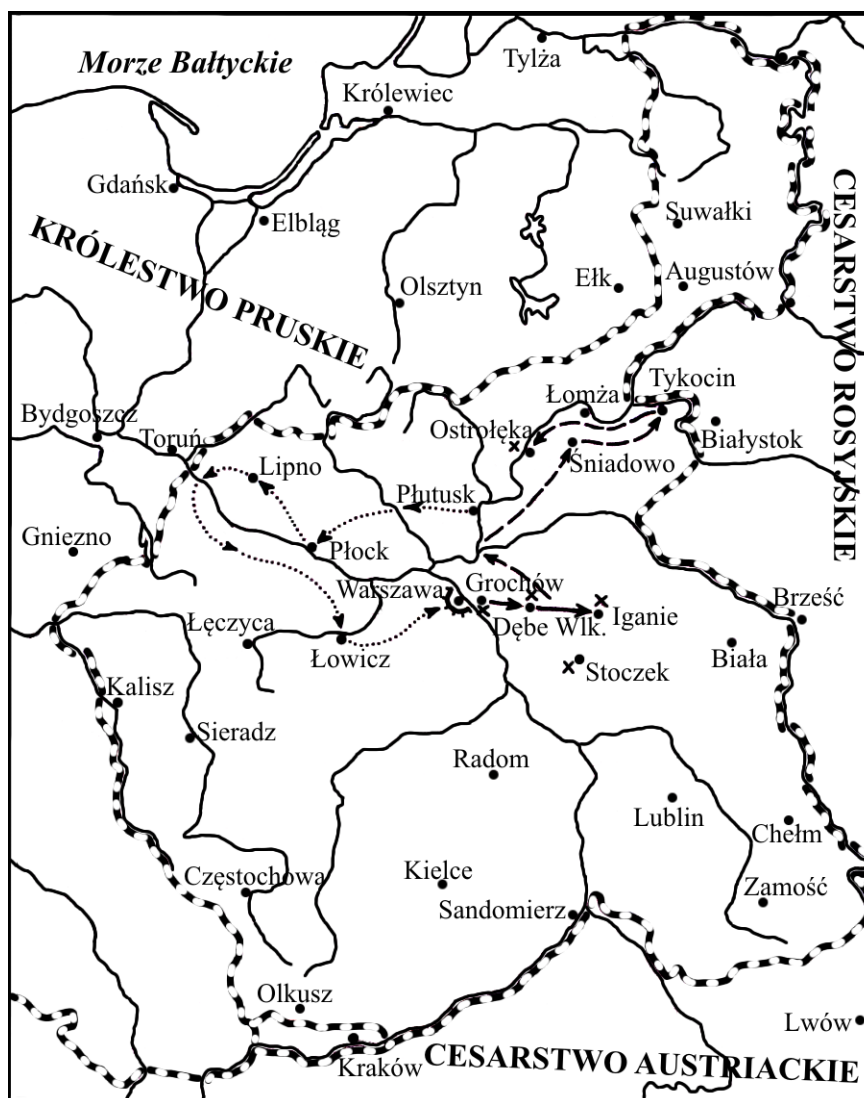 Morze Bałtyckie
Tylża
Królewiec
Gdańsk
Elbląg
Suwałki
KRÓLESTWO PRUSKIE
CESARSTWO ROSYJSKIE
Olsztyn
Ełk
Augustów
Łomża
Tykocin
Bydgoszcz
Toruń
Ostrołęka
Białystok
Lipno
Śniadowo
Płutusk
Gniezno
Płock
Warszawa
Grochów
Brześć
Łęczyca
Dębe Wlk.
Iganie
Łowicz
Biała
Stoczek
Kalisz
Sieradz
Radom
Lublin
Chełm
Częstochowa
Kielce
Zamość
Sandomierz
Olkusz
Lwów
Kraków
CESARSTWO AUSTRIACKIE